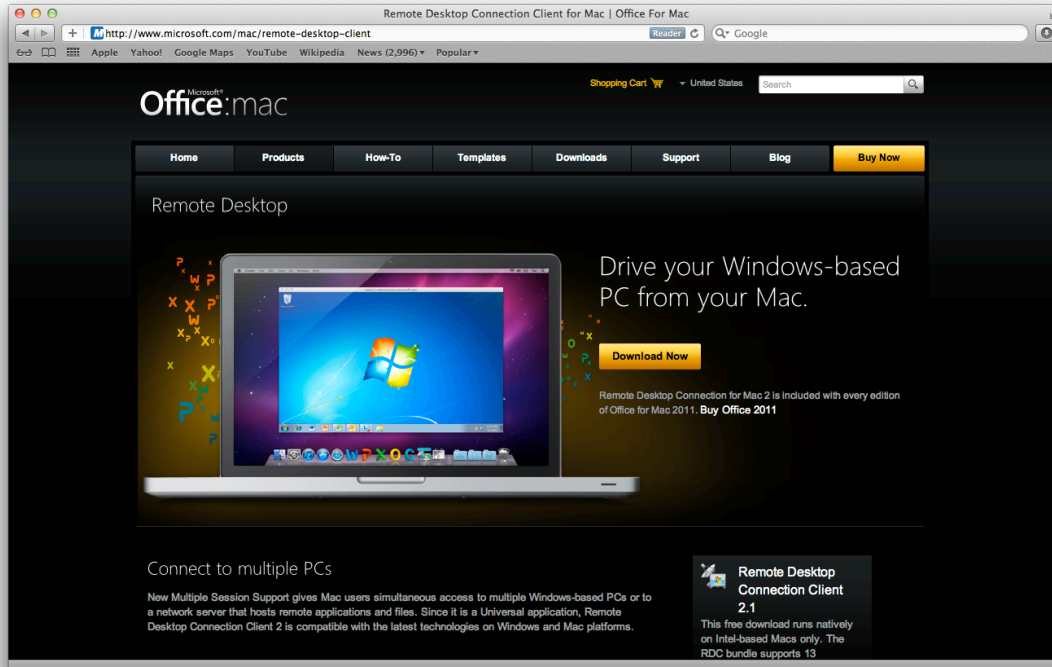 Remote Desktop Connection Client for Mac | Office For Mac
http://www.microsoft.com/mac/remote-desktop-client
Reader
Google
Apple Yahoo! Google Maps YouTube Wikipedia News (2,996) Popular
Shopping Cart
United States
Search
Microsoft®
Office:mac
Home Products How-To Templates Downloads Support Blog Buy Now
Remote Desktop
Drive your Windows-based
PC from your Mac.
Download Now
Remote Desktop Connection for Mac 2 is included with every edition
of Office for Mac 2011. Buy Office 2011
Connect to multiple PCs
New Multiple Session Support gives Mac users simultaneous access to multiple Windows-based PCs or to
a network server that hosts remote applications and files. Since it is a Universal application, Remote
Desktop Connection Client 2 is compatible with the latest technologies on Windows and Mac platforms.
Remote Desktop
Connection Client
2.1
This free download runs natively
on Intel-based Macs only. The
RDC bundle supports 13